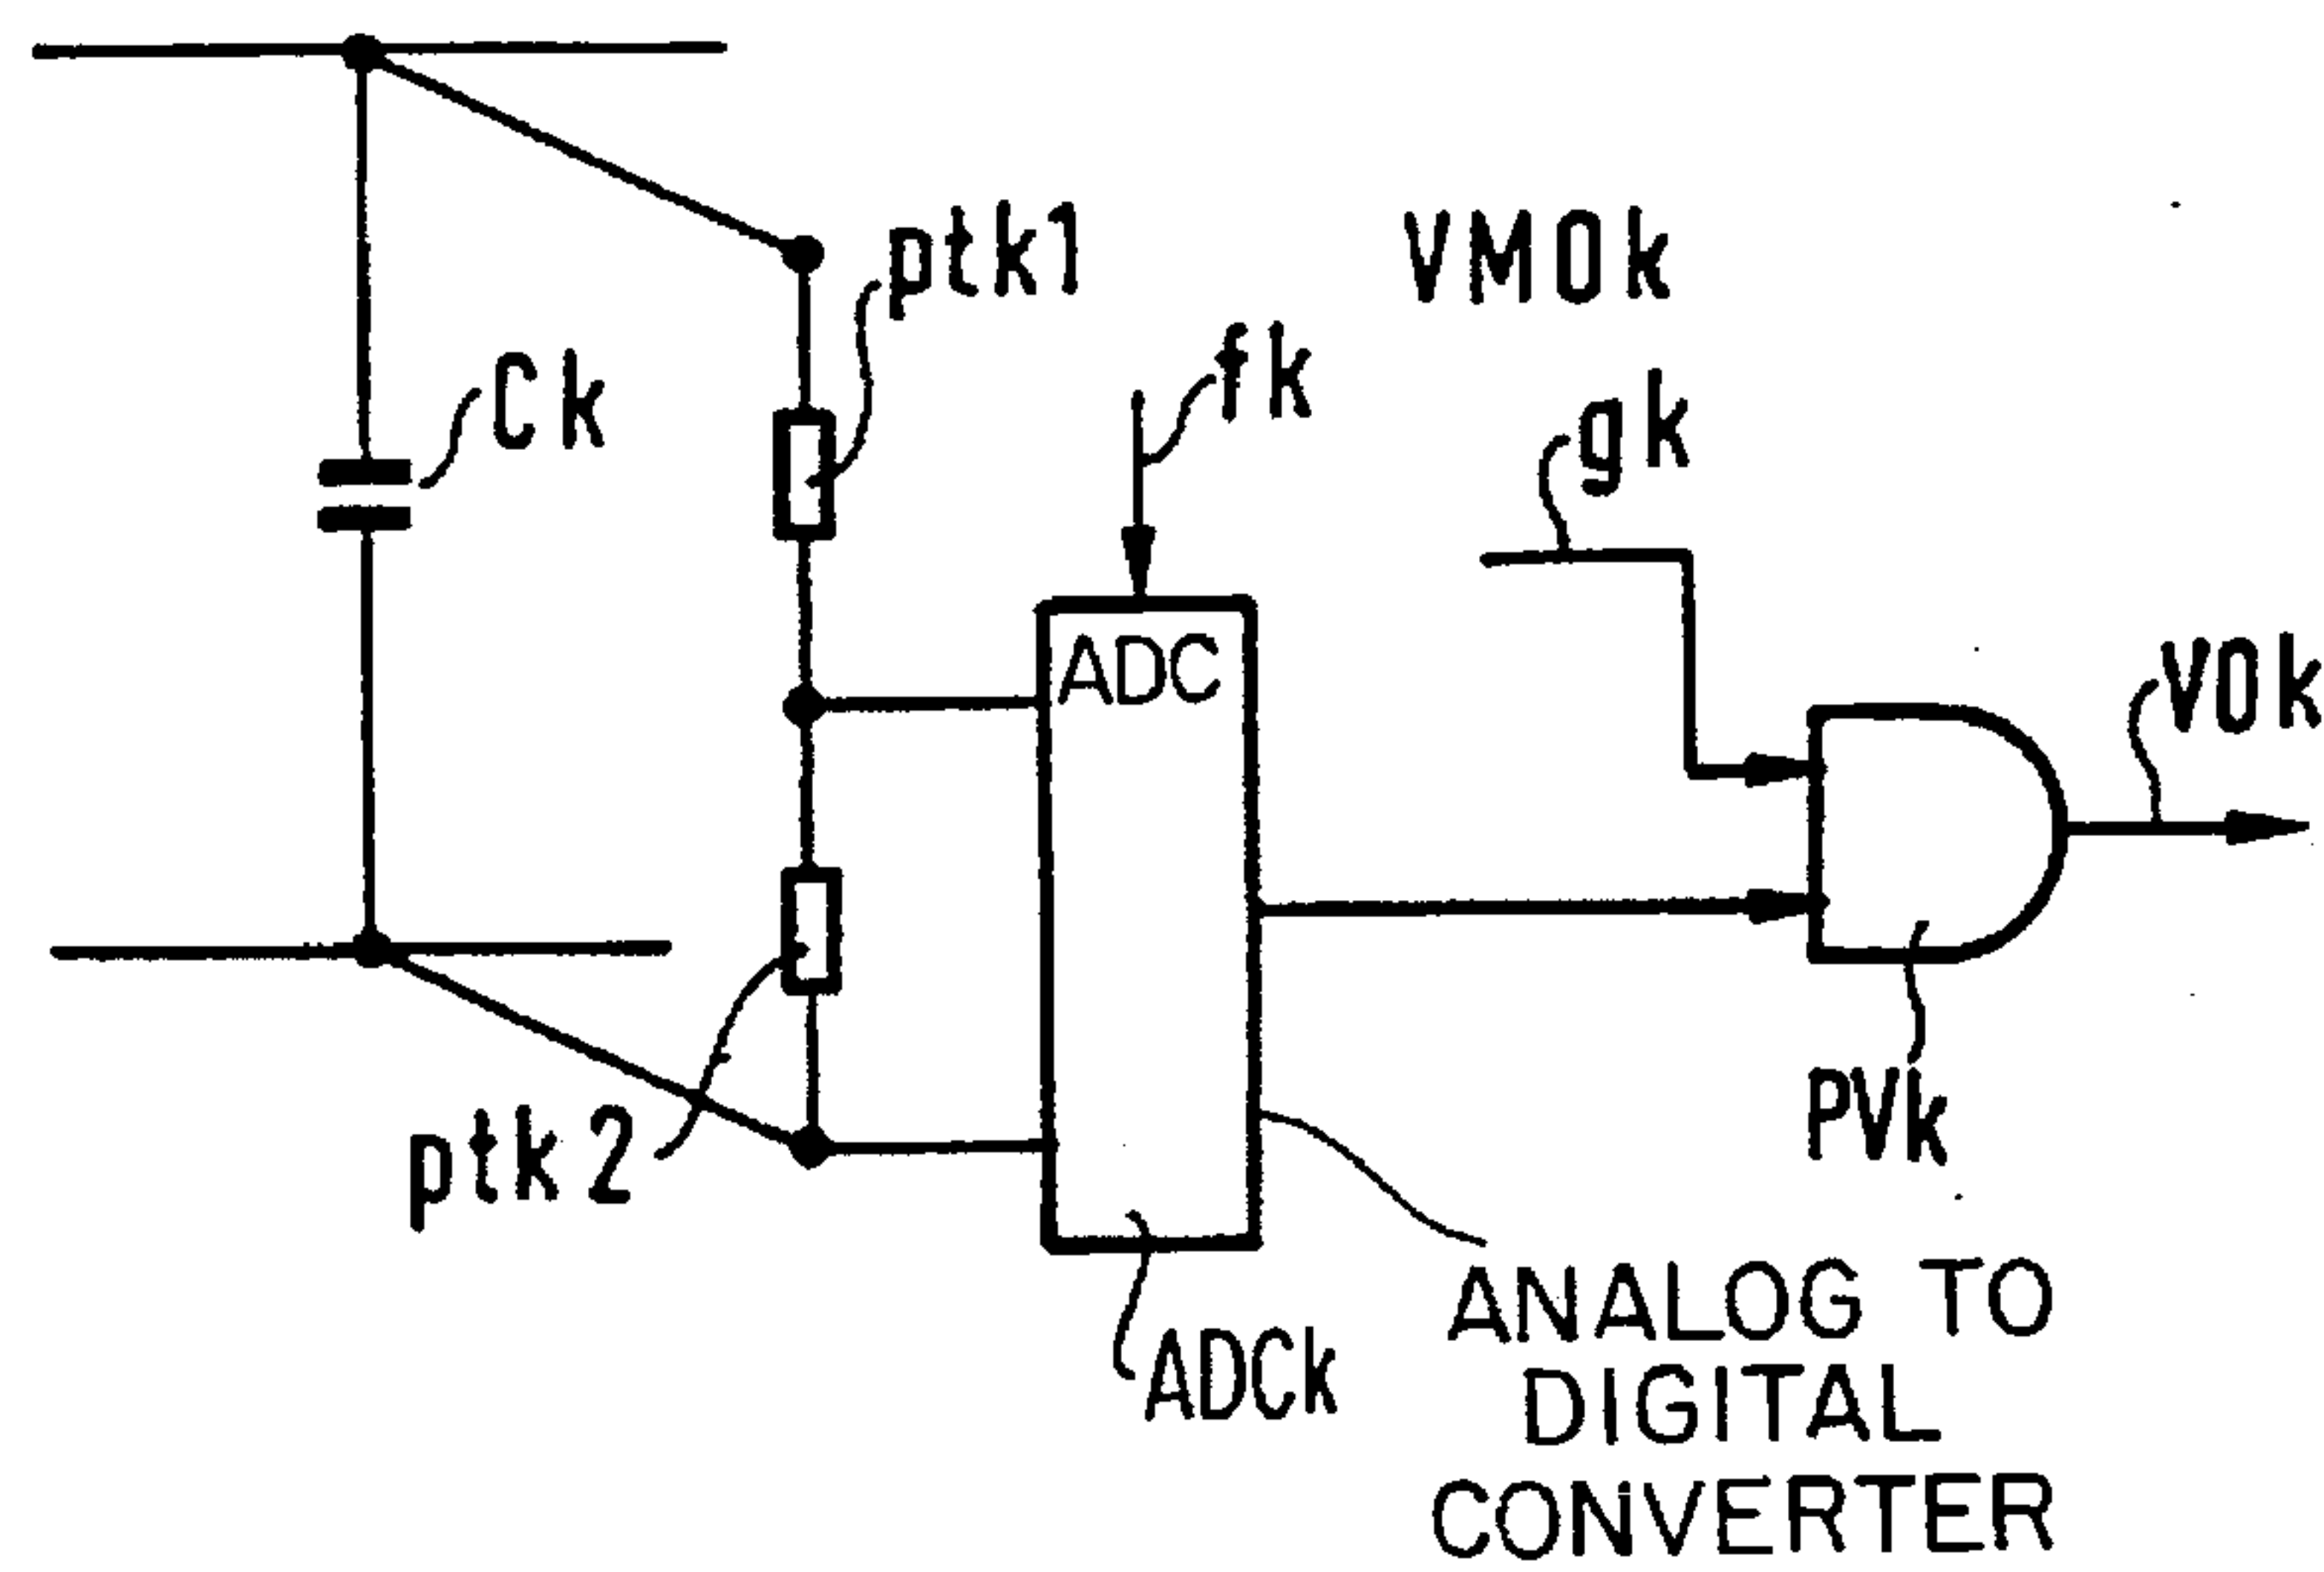 ptk1
VM0k
Ck
fk
gk
ADC
V0k
ptk2
PVk
ADCk
ANALOG TO
DIGITAL
CONVERTER